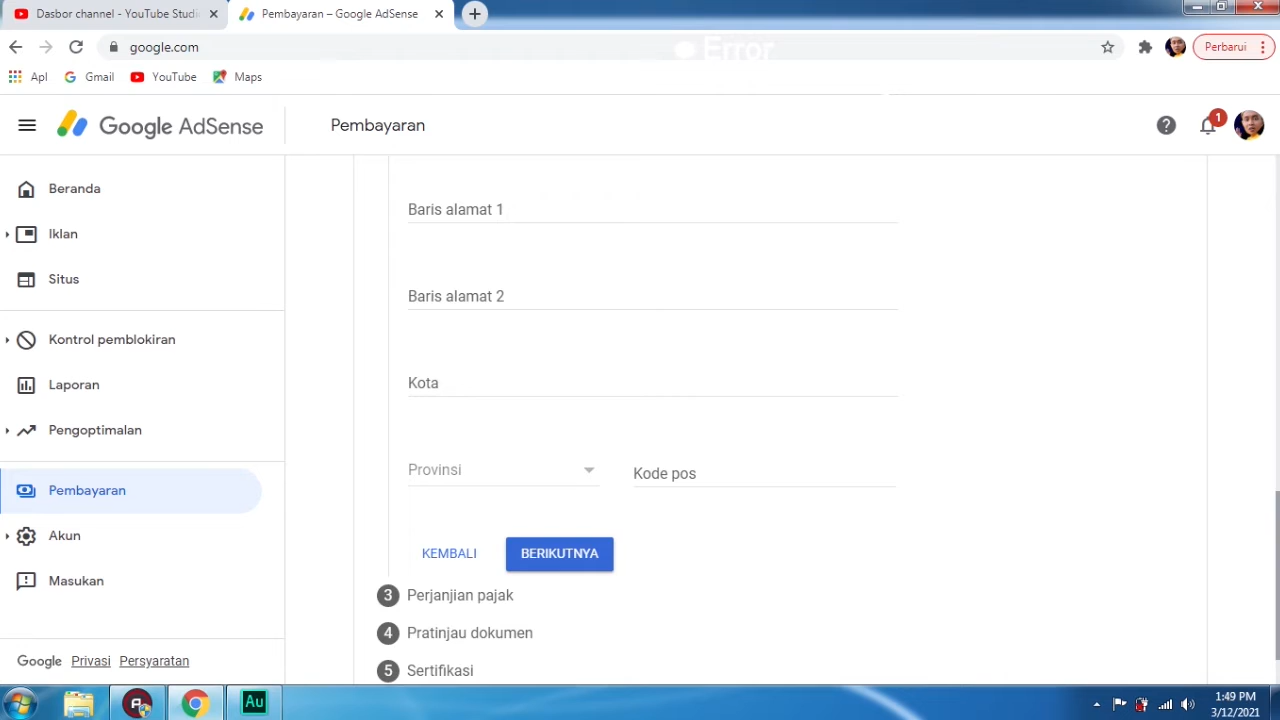 Dasbor channel - YouTube Studi
Pembayaran – Google AdSense
google.com
Error
Perbarui
Apl
Gmail
YouTube
Maps
Google AdSense
Pembayaran
1
Beranda
Iklan
Situs
Kontrol pemblokiran
Laporan
Pengoptimalan
Pembayaran
Akun
Masukan
Google Privasi Persyaratan
Baris alamat 1
Baris alamat 2
Kota
Provinsi
Kode pos
KEMBALI
BERIKUTNYA
3 Perjanjian pajak
4 Pratinjau dokumen
5 Sertifikasi
Au
1:49 PM
3/12/2021